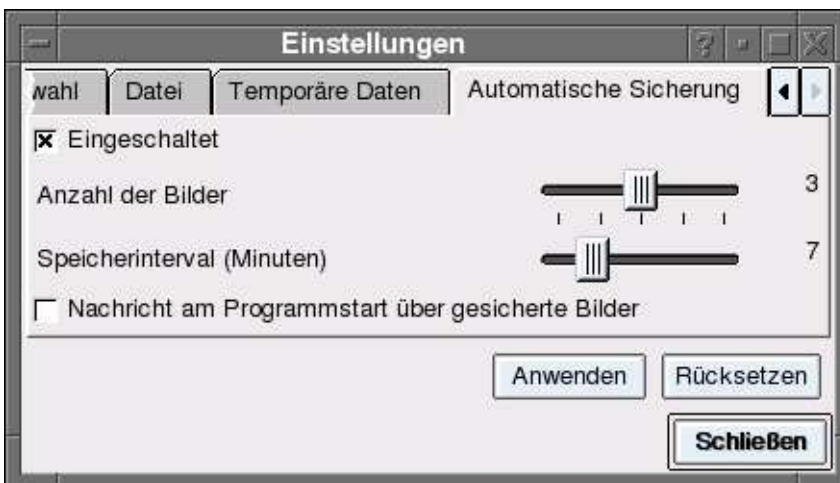 Einstellungen
wahl Datei Temporäre Daten Automatische Sicherung
Eingeschaltet
Anzahl der Bilder 3
Speicherinterval (Minuten) 7
Nachricht am Programmstart über gesicherte Bilder
Anwenden Rücksetzen
Schließen